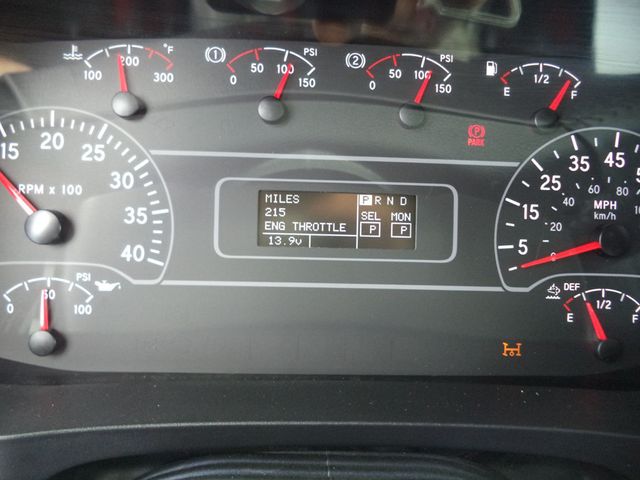 100 200 300 °F
(1) 0 50 100 150 PSI
(2) 0 50 100 150 PSI
E 1/2 F
P
PARK
15 20 25 30 35 40
RPM x 100
MILES
215
ENG THROTTLE
13.9v
P R N D
SEL MON
P P
5 15 25 35 45
0 20 40 60 80
MPH
km/h
0 50 100 PSI
DEF
E 1/2 F